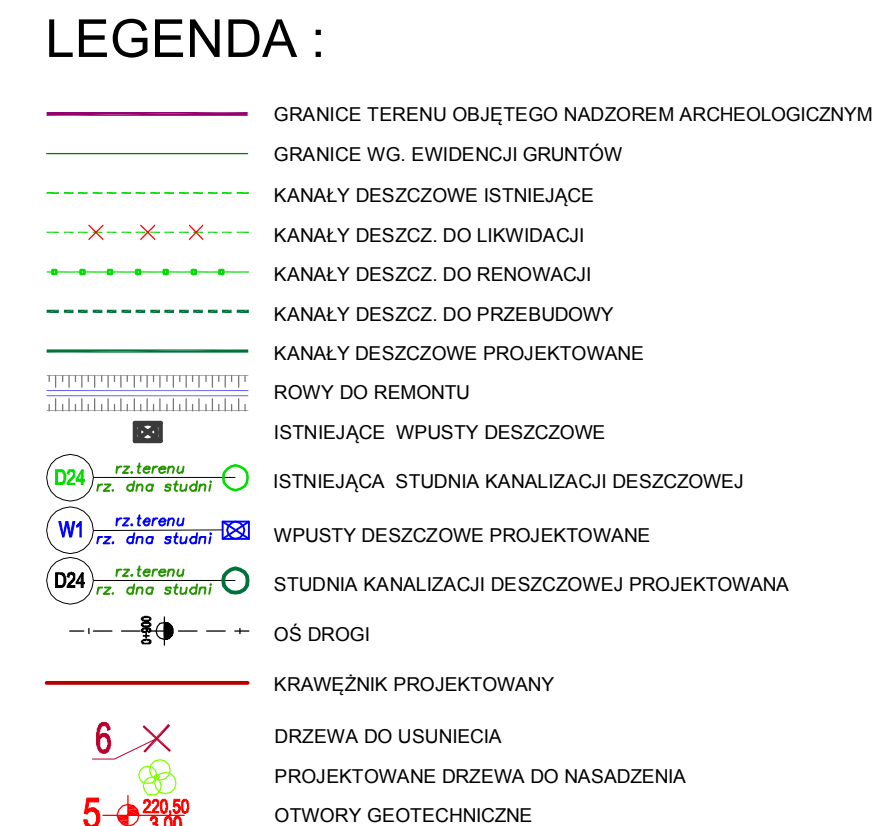 LEGENDA :
GRANICE TERENU OBJĘTEGO NADZOREM ARCHEOLOGICZNYM
GRANICE WG. EWIDENCJI GRUNTÓW
KANAŁY DESZCZOWE ISTNIEJĄCE
KANAŁY DESZCZ. DO LIKWIDACJI
KANAŁY DESZCZ. DO RENOWACJI
KANAŁY DESZCZ. DO PRZEBUDOWY
KANAŁY DESZCZOWE PROJEKTOWANE
ROWY DO REMONTU
ISTNIEJĄCE WPUSTY DESZCZOWE
D24 rz.terenu
rz. dna studni
ISTNIEJĄCA STUDNIA KANALIZACJI DESZCZOWEJ
W1 rz.terenu
rz. dna studni
WPUSTY DESZCZOWE PROJEKTOWANE
D24 rz.terenu
rz. dna studni
STUDNIA KANALIZACJI DESZCZOWEJ PROJEKTOWANA
OŚ DROGI
KRAWĘŻNIK PROJEKTOWANY
6 DRZEWA DO USUNIECIA
PROJEKTOWANE DRZEWA DO NASADZENIA
5 220,50
3.00
OTWORY GEOTECHNICZNE